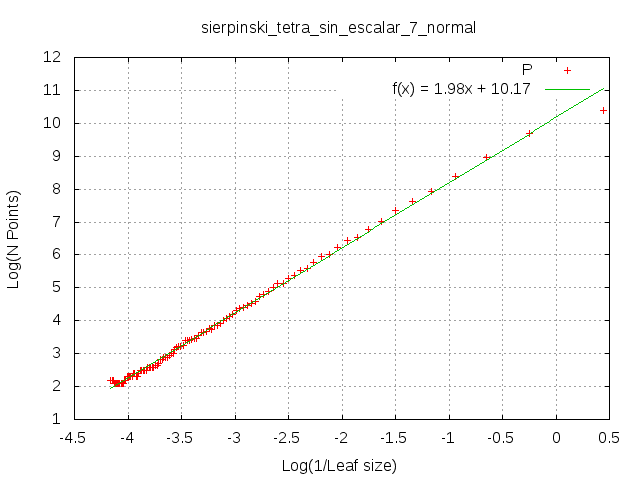 sierpinski_tetra_sin_escalar_7_normal
P
f(x) = 1.98x + 10.17
Log(N Points)
12
11
10
9
8
7
6
5
4
3
2
1
-4.5 -4 -3.5 -3 -2.5 -2 -1.5 -1 -0.5 0 0.5
Log(1/Leaf size)